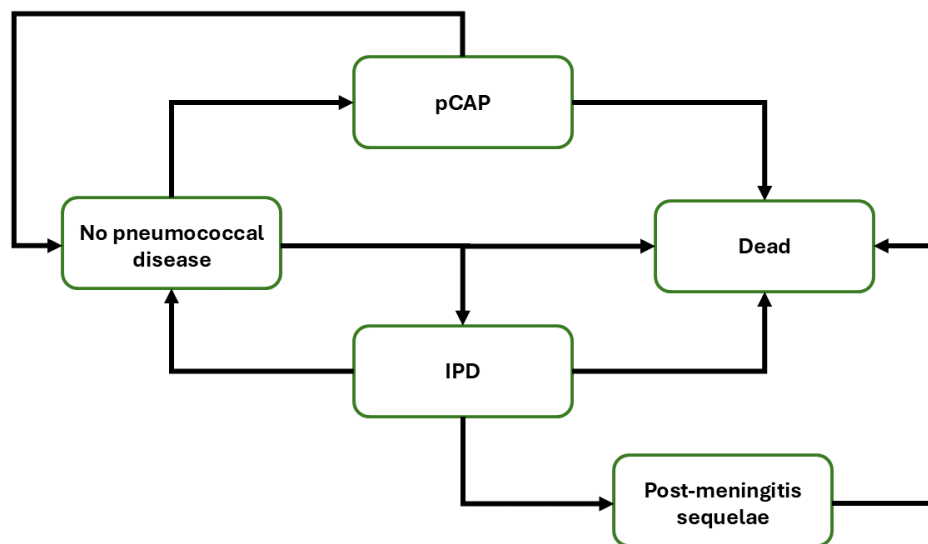 pCAP
No pneumococcal
disease
Dead
IPD
Post-meningitis
sequelae